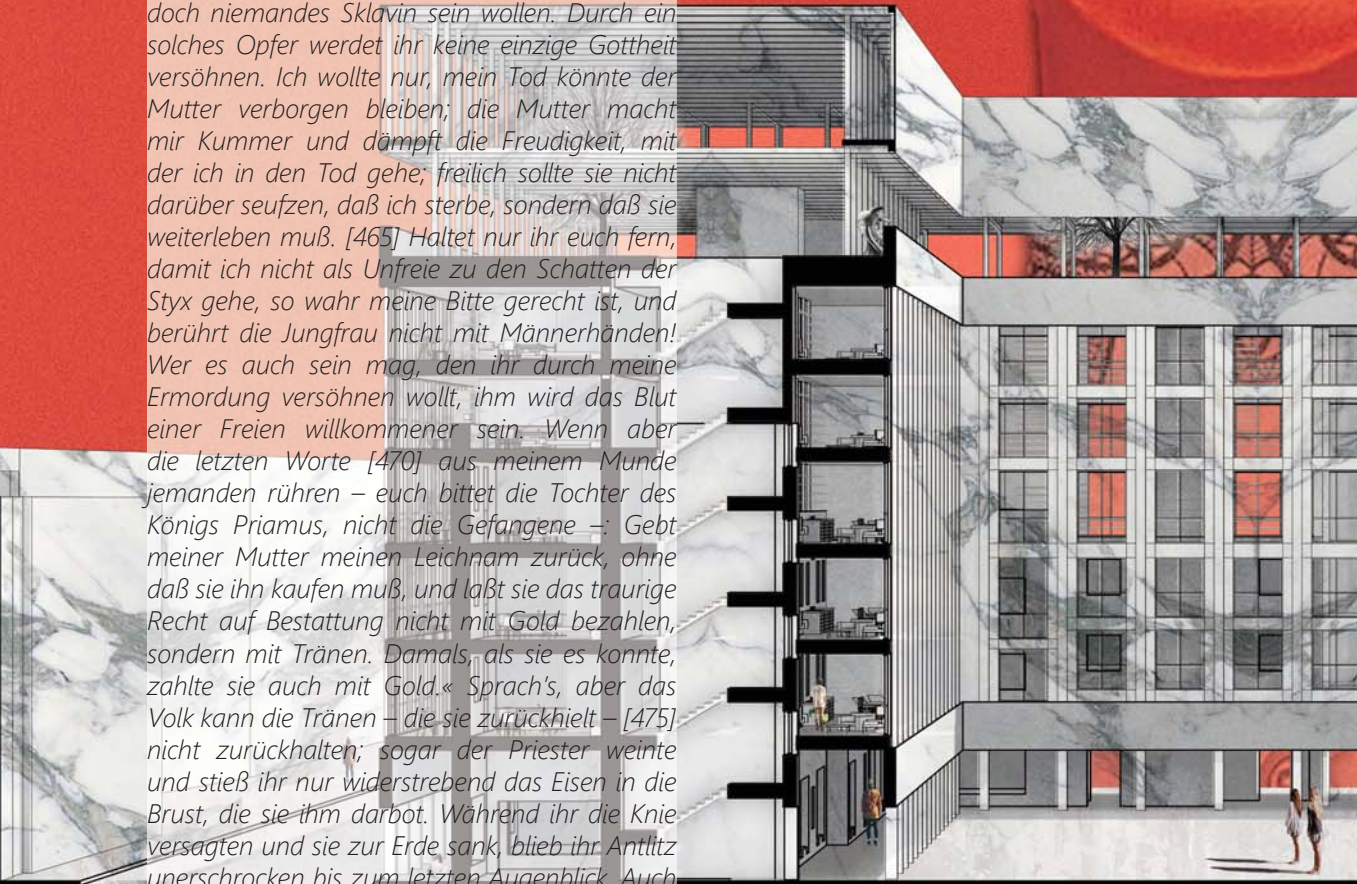 doch niemandes Sklavin sein wollen. Durch ein
solches Opfer werdet ihr keine einzige Gottheit
versöhnen. Ich wollte nur, mein Tod könnte der
Mutter verborgen bleiben; die Mutter macht
mir Kummer und dämpft die Freudigkeit, mit
der ich in den Tod gehe; freilich sollte sie nicht
darüber seufzen, daß ich sterbe, sondern daß sie
weiterleben muß. [465] Haltet nur ihr euch fern,
damit ich nicht als Unfreie zu den Schatten der
Styx gehe, so wahr meine Bitte gerecht ist, und
berührt die Jungfrau nicht mit Männerhänden!
Wer es auch sein mag, den ihr durch meine
Ermordung versöhnen wollt, ihm wird das Blut
einer Freien willkommener sein. Wenn aber
die letzten Worte [470] aus meinem Munde
jemanden rühren – euch bittet die Tochter des
Königs Priamus, nicht die Gefangene –: Gebt
meiner Mutter meinen Leichnam zurück, ohne
daß sie ihn kaufen muß, und laßt sie das traurige
Recht auf Bestattung nicht mit Gold bezahlen,
sondern mit Tränen. Damals, als sie es konnte,
zahlte sie auch mit Gold.« Sprach's, aber das
Volk kann die Tränen – die sie zurückhielt – [475]
nicht zurückhalten; sogar der Priester weinte
und stieß ihr nur widerstrebend das Eisen in die
Brust, die sie ihm darbot. Während ihr die Knie
versagten und sie zur Erde sank, blieb ihr Antlitz
unerschrocken bis zum letzten Augenblick. Auch